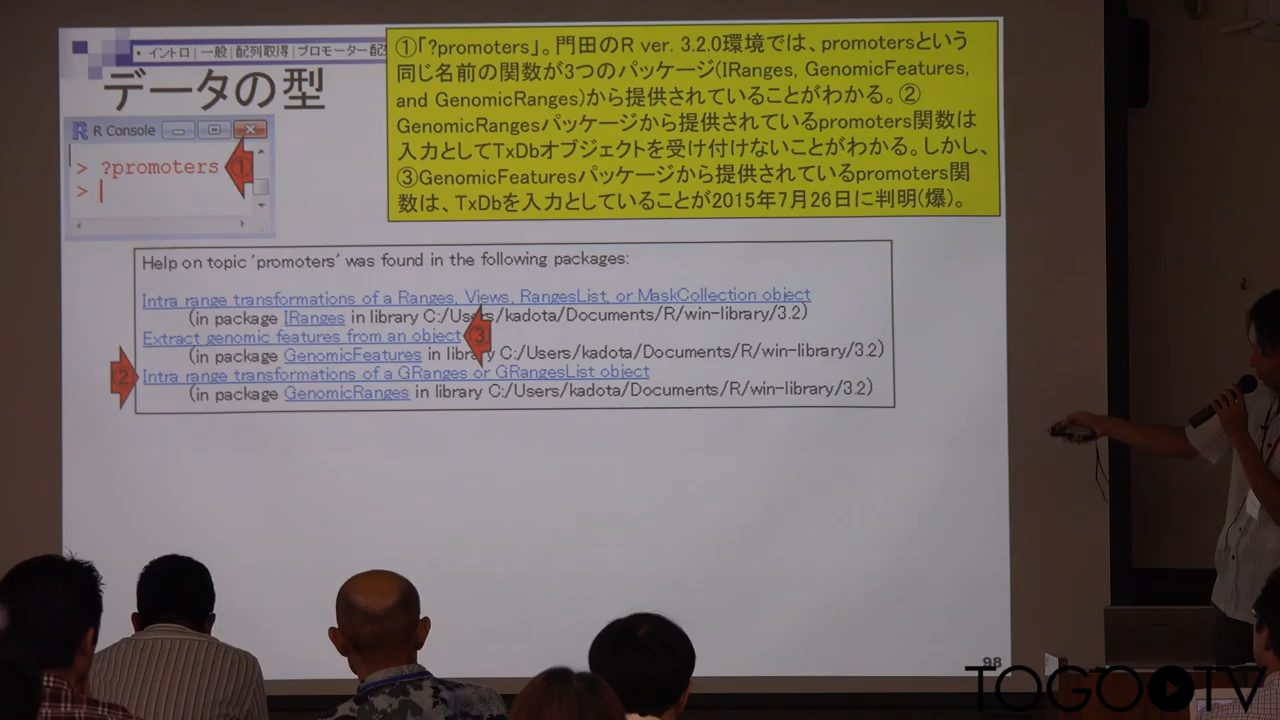 • イントロ | 一般 | 配列取得 | プロモーター配
データの型
R Console
> ?promoters
①
>
①「?promoters」。門田のR ver. 3.2.0環境では、promotersという
同じ名前の関数が3つのパッケージ(IRanges, GenomicFeatures,
and GenomicRanges)から提供されていることがわかる。②
GenomicRangesパッケージから提供されているpromoters関数は
入力としてTxDbオブジェクトを受け付けないことがわかる。しかし、
③GenomicFeaturesパッケージから提供されているpromoters関
数は、TxDbを入力としていることが2015年7月26日に判明(爆)。
Help on topic 'promoters' was found in the following packages:
Intra range transformations of a Ranges, Views, RangesList, or MaskCollection object
(in package IRanges in library C:/Users/kadota/Documents/R/win-library/3.2)
Extract genomic features from an object
③
(in package GenomicFeatures in library C:/Users/kadota/Documents/R/win-library/3.2)
②
Intra range transformations of a GRanges or GRangesList object
(in package GenomicRanges in library C:/Users/kadota/Documents/R/win-library/3.2)
98
TOGO TV